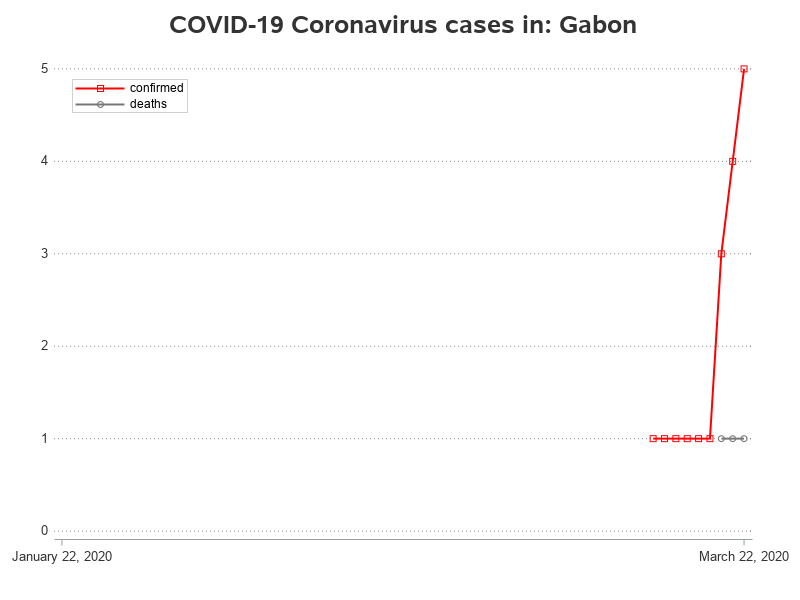 COVID-19 Coronavirus cases in: Gabon
5
confirmed
deaths
4
3
2
1
0
January 22, 2020
March 22, 2020